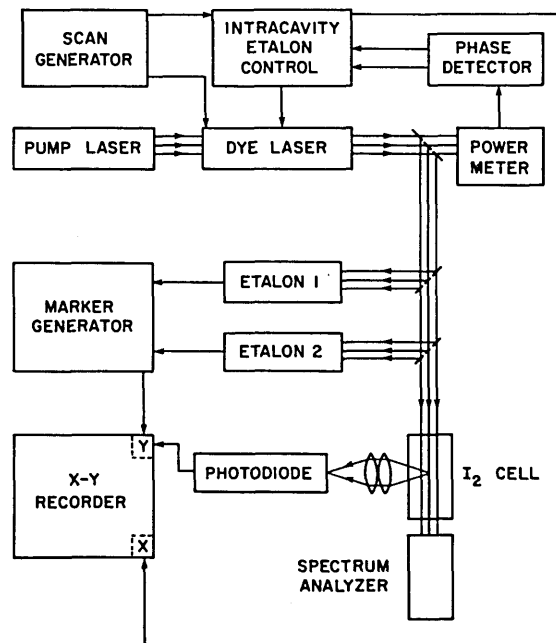 SCAN
GENERATOR
INTRACAVITY
ETALON
CONTROL
PHASE
DETECTOR
PUMP LASER
DYE LASER
POWER
METER
MARKER
GENERATOR
ETALON 1
ETALON 2
X-Y
RECORDER
Y
X
PHOTODIODE
I₂ CELL
SPECTRUM
ANALYZER